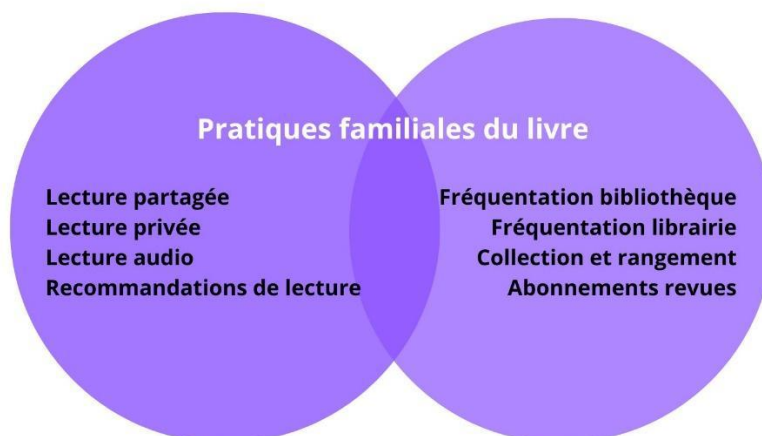 Pratiques familiales du livre
Lecture partagée
Lecture privée
Lecture audio
Recommandations de lecture
Fréquentation bibliothèque
Fréquentation librairie
Collection et rangement
Abonnements revues